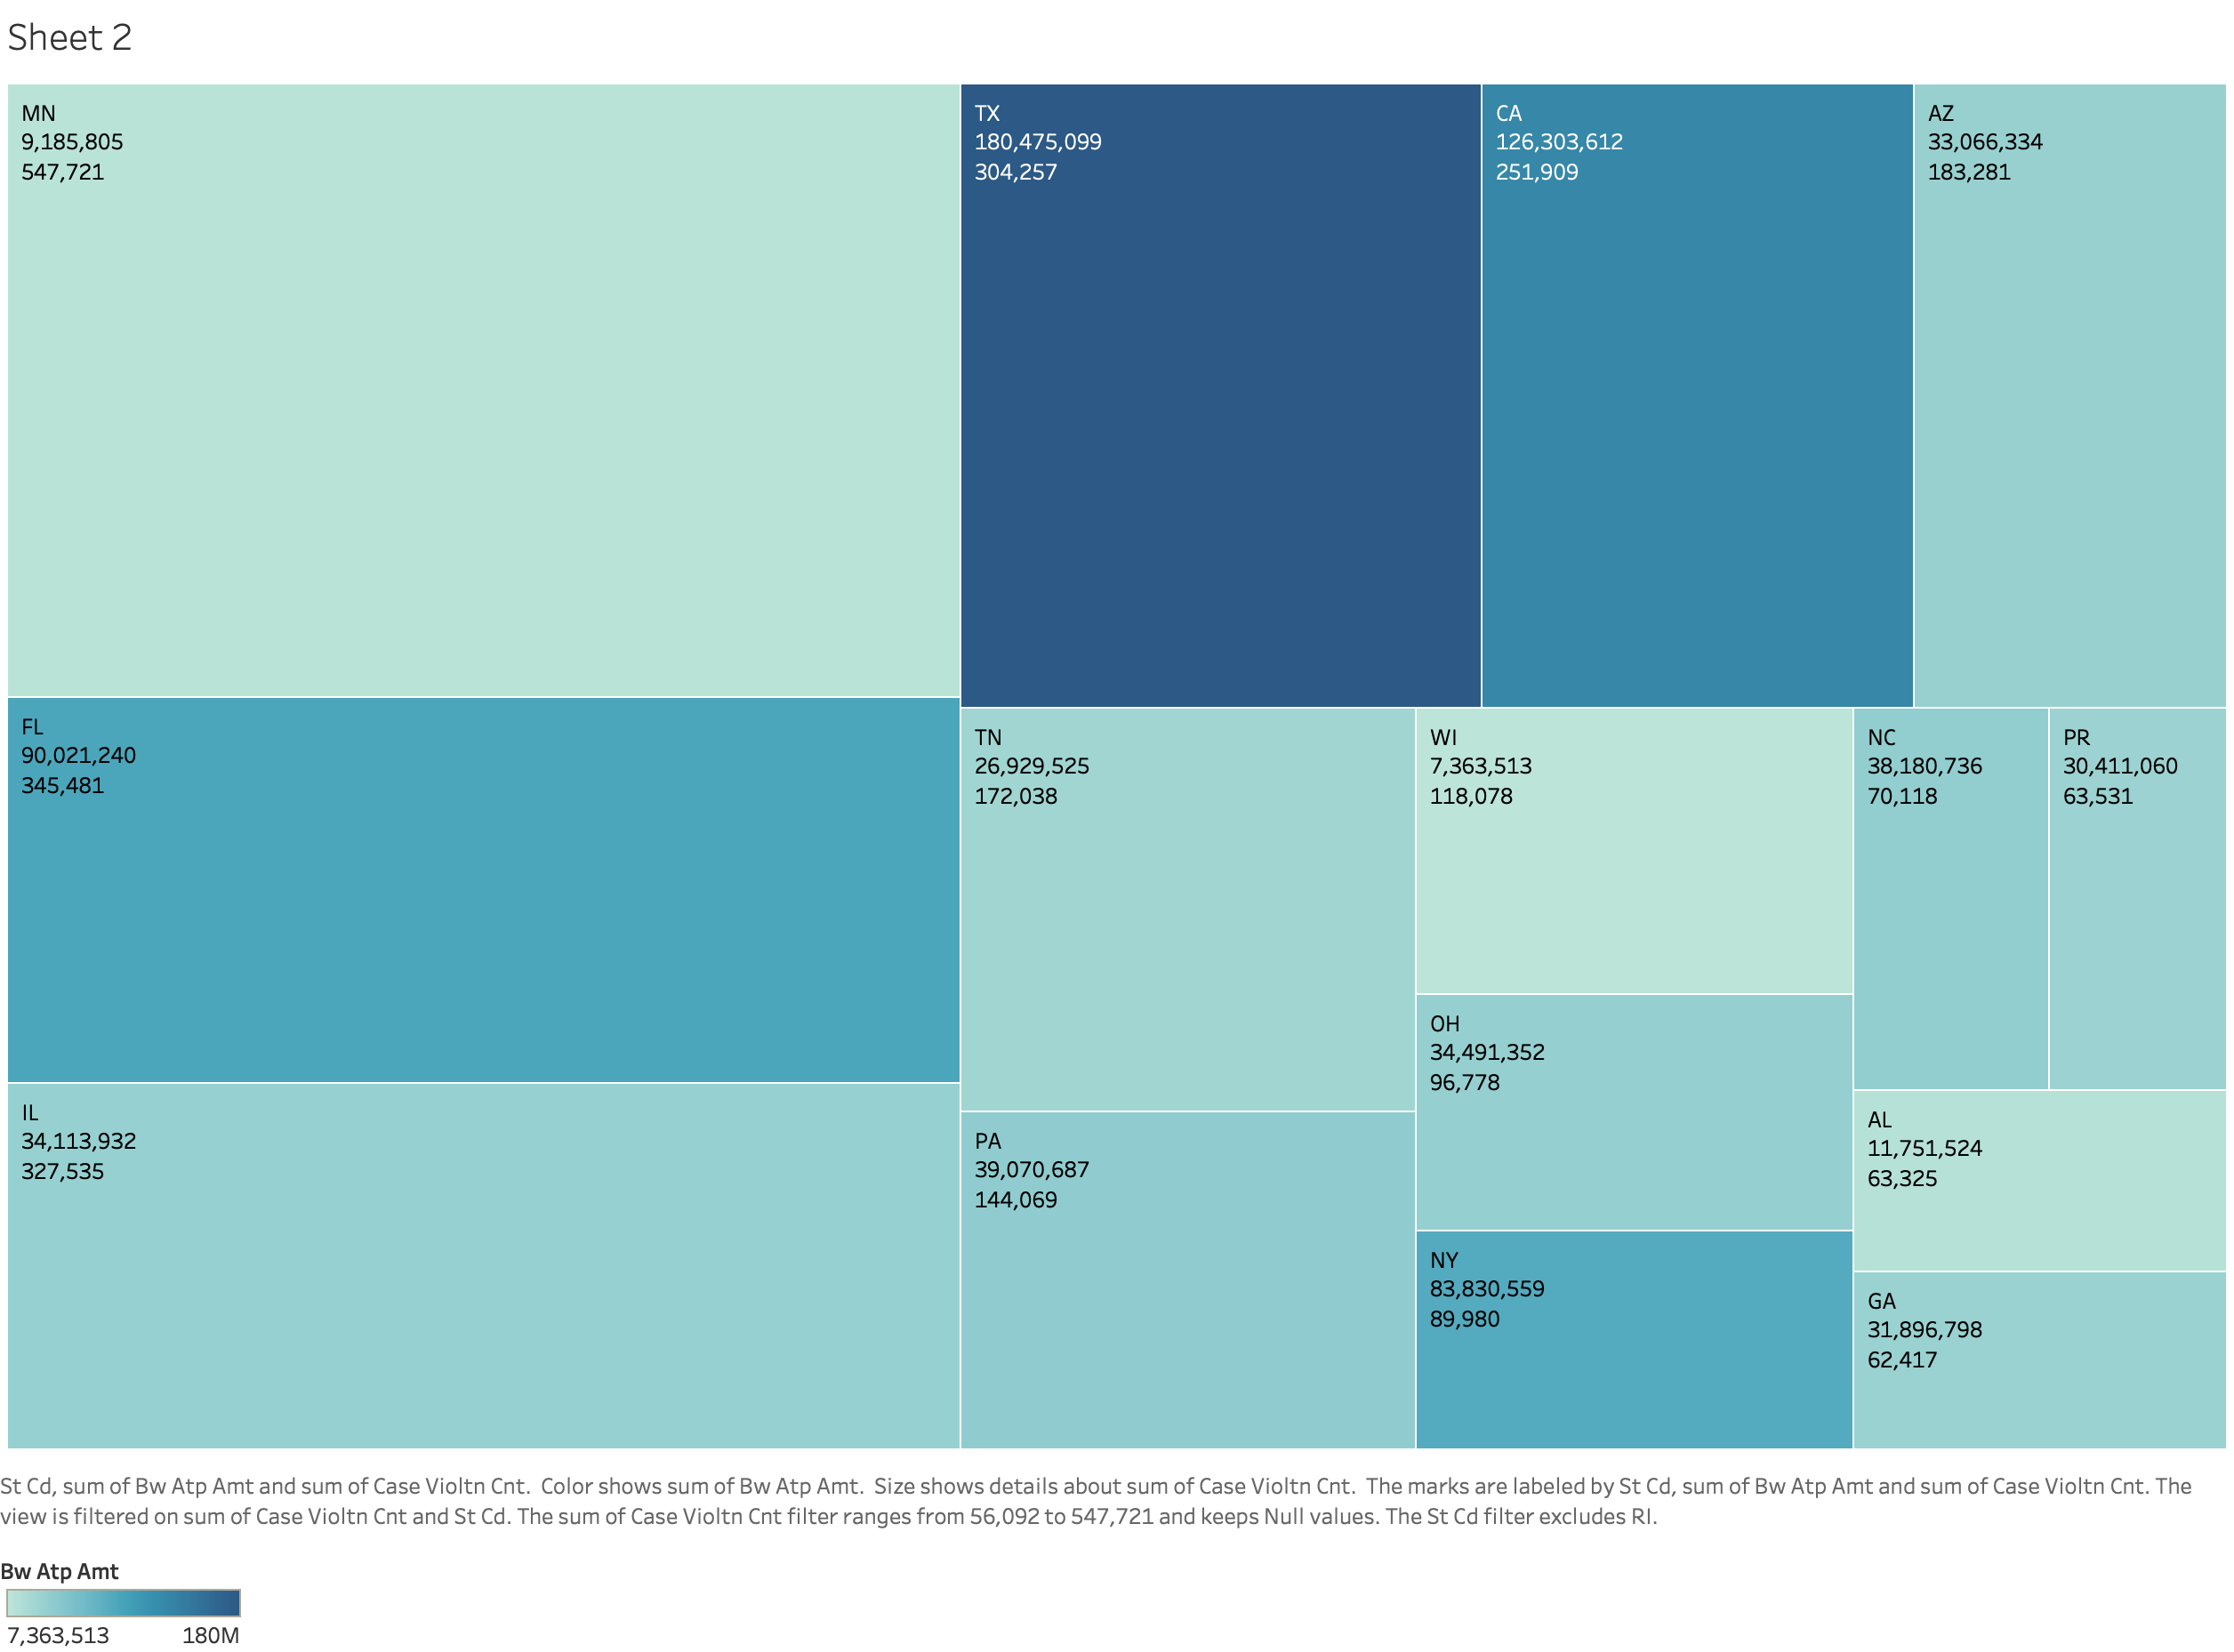 Sheet 2
MN
9,185,805
547,721
TX
180,475,099
304,257
CA
126,303,612
251,909
AZ
33,066,334
183,281
FL
90,021,240
345,481
TN
26,929,525
172,038
WI
7,363,513
118,078
NC
38,180,736
70,118
PR
30,411,060
63,531
OH
34,491,352
96,778
IL
34,113,932
327,535
PA
39,070,687
144,069
AL
11,751,524
63,325
NY
83,830,559
89,980
GA
31,896,798
62,417
St Cd, sum of Bw Atp Amt and sum of Case Violtn Cnt.  Color shows sum of Bw Atp Amt.  Size shows details about sum of Case Violtn Cnt.  The marks are labeled by St Cd, sum of Bw Atp Amt and sum of Case Violtn Cnt. The
view is filtered on sum of Case Violtn Cnt and St Cd. The sum of Case Violtn Cnt filter ranges from 56,092 to 547,721 and keeps Null values. The St Cd filter excludes RI.
Bw Atp Amt
7,363,513 180M